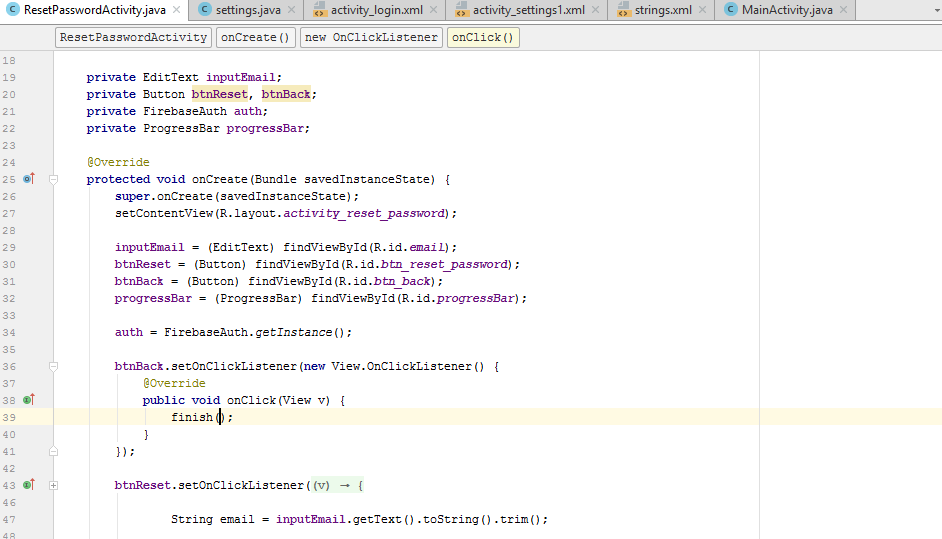 ResetPasswordActivity.java settings.java activity_login.xml activity_settings1.xml strings.xml MainActivity.java
ResetPasswordActivity onCreate() new OnClickListener onClick()
18
19 private EditText inputEmail;
20 private Button btnReset, btnBack;
21 private FirebaseAuth auth;
22 private ProgressBar progressBar;
23
24 @Override
25 protected void onCreate(Bundle savedInstanceState) {
26 super.onCreate(savedInstanceState);
27 setContentView(R.layout.activity_reset_password);
28
29 inputEmail = (EditText) findViewById(R.id.email);
30 btnReset = (Button) findViewById(R.id.btn_reset_password);
31 btnBack = (Button) findViewById(R.id.btn_back);
32 progressBar = (ProgressBar) findViewById(R.id.progressBar);
33
34 auth = FirebaseAuth.getInstance();
35
36 btnBack.setOnClickListener(new View.OnClickListener() {
37 @Override
38 public void onClick(View v) {
39 finish();
40 }
41 });
42
43 btnReset.setOnClickListener((v) → {
46
47 String email = inputEmail.getText().toString().trim();
48